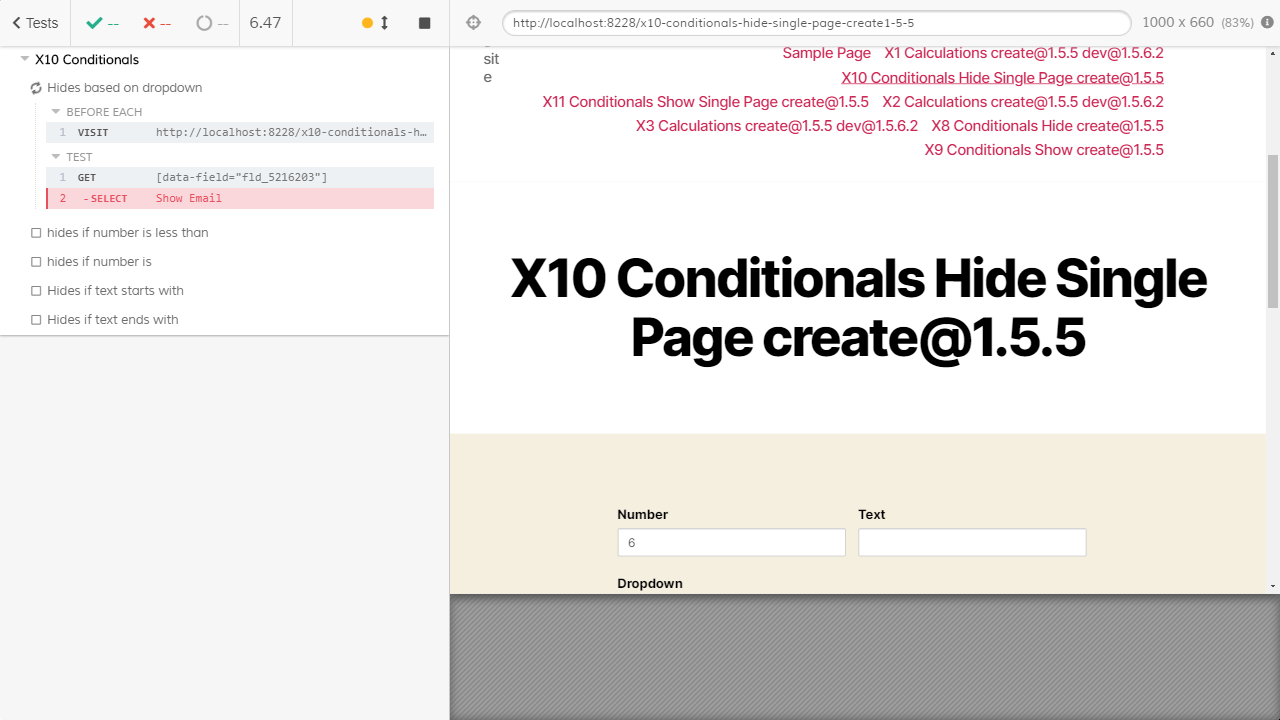 Tests
--
--
--
6.47
http://localhost:8228/x10-conditionals-hide-single-page-create1-5-5
1000 x 660 (83%)
X10 Conditionals
Hides based on dropdown
BEFORE EACH
1 VISIT http://localhost:8228/x10-conditionals-h…
TEST
1 GET [data-field="fld_5216203"]
2 - SELECT Show Email
hides if number is less than
hides if number is
Hides if text starts with
Hides if text ends with
sit
e
Sample Page X1 Calculations create@1.5.5 dev@1.5.6.2
X10 Conditionals Hide Single Page create@1.5.5
X11 Conditionals Show Single Page create@1.5.5 X2 Calculations create@1.5.5 dev@1.5.6.2
X3 Calculations create@1.5.5 dev@1.5.6.2 X8 Conditionals Hide create@1.5.5
X9 Conditionals Show create@1.5.5
X10 Conditionals Hide Single
Page create@1.5.5
Number Text
6
Dropdown